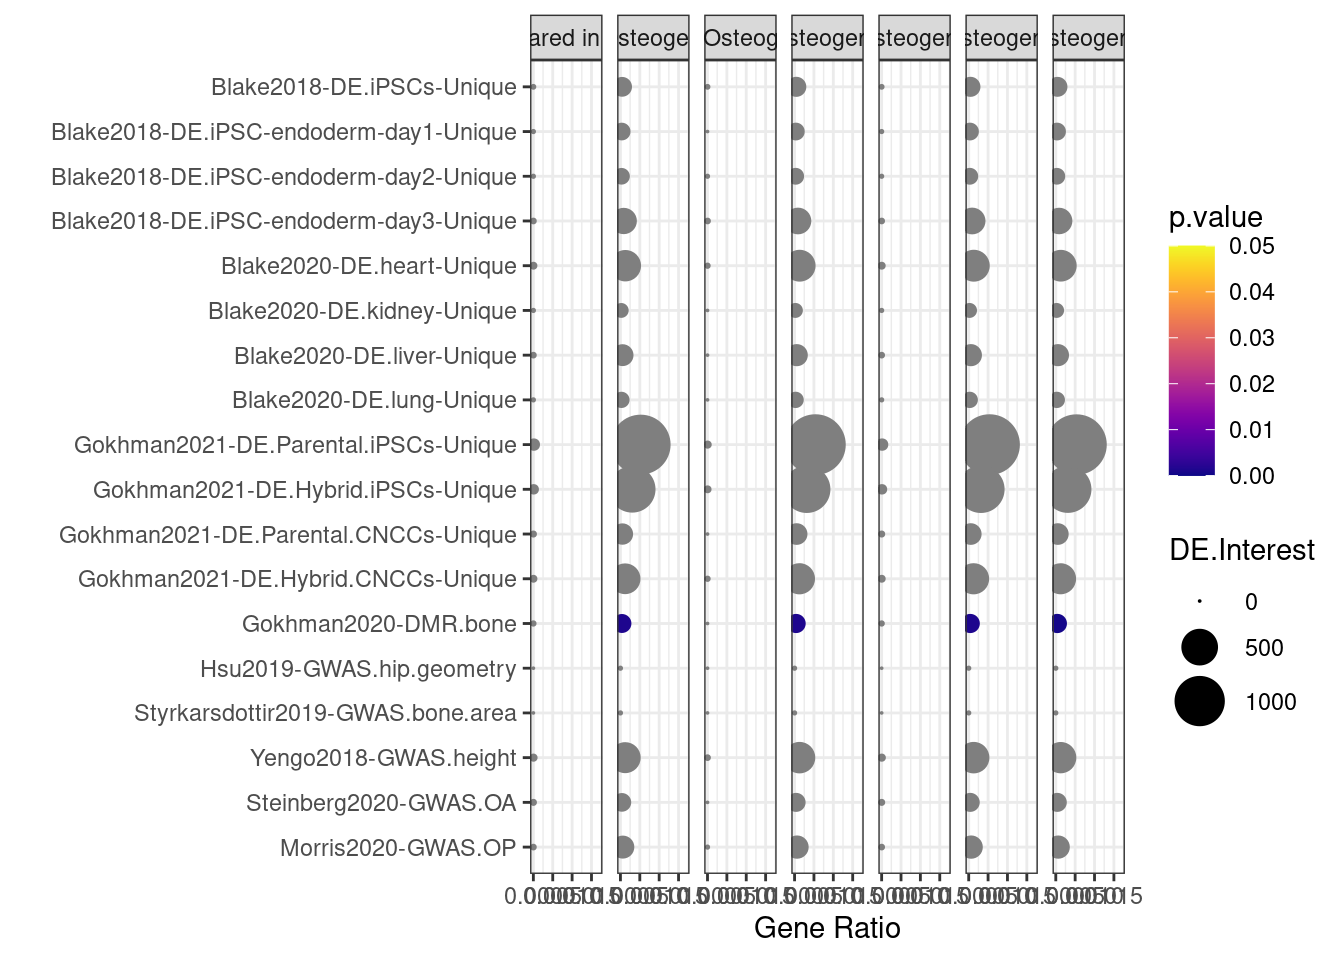 ared in
steoge
Osteog
steoger
steoger
steoger
steoger
Blake2018-DE.iPSCs-Unique
Blake2018-DE.iPSC-endoderm-day1-Unique
Blake2018-DE.iPSC-endoderm-day2-Unique
Blake2018-DE.iPSC-endoderm-day3-Unique
Blake2020-DE.heart-Unique
Blake2020-DE.kidney-Unique
Blake2020-DE.liver-Unique
Blake2020-DE.lung-Unique
Gokhman2021-DE.Parental.iPSCs-Unique
Gokhman2021-DE.Hybrid.iPSCs-Unique
Gokhman2021-DE.Parental.CNCCs-Unique
Gokhman2021-DE.Hybrid.CNCCs-Unique
Gokhman2020-DMR.bone
Hsu2019-GWAS.hip.geometry
Styrkarsdottir2019-GWAS.bone.area
Yengo2018-GWAS.height
Steinberg2020-GWAS.OA
Morris2020-GWAS.OP
Gene Ratio
p.value
0.05
0.04
0.03
0.02
0.01
0.00
DE.Interest
0
500
1000